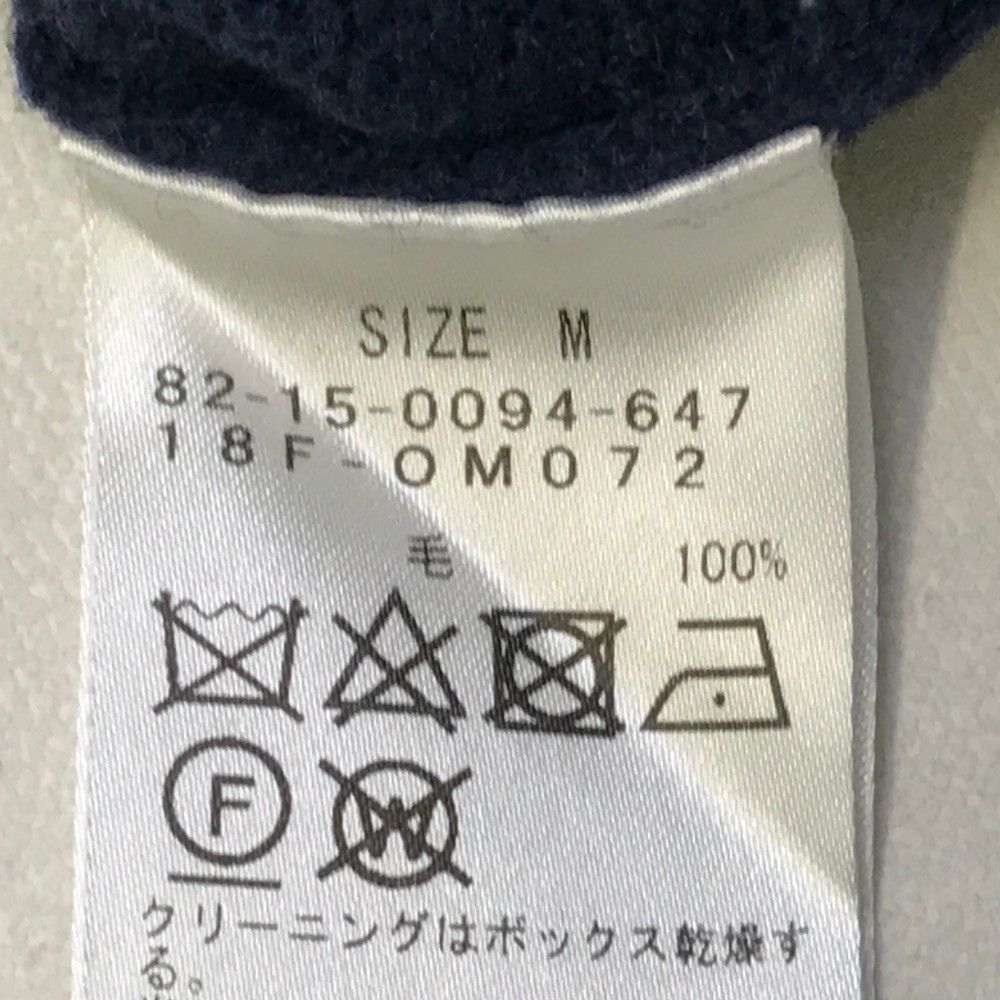 SIZE M
82-15-0094-647
18F-OM072
毛 100%
F W
クリーニングはボックス乾燥す
る。